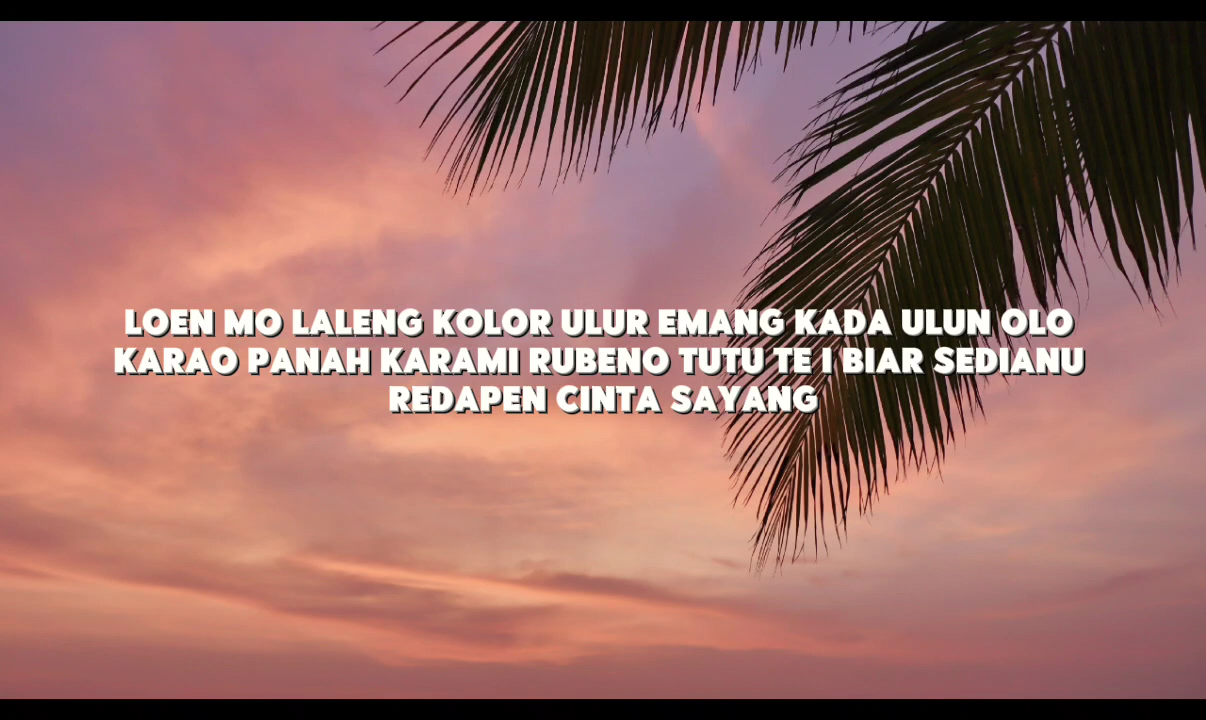 LOEN MO LALENG KOLOR ULUR EMANG KADA ULUN OLO
KARAO PANAH KARAMI RUBENO TUTU TE I BIAR SEDIANU
REDAPEN CINTA SAYANG